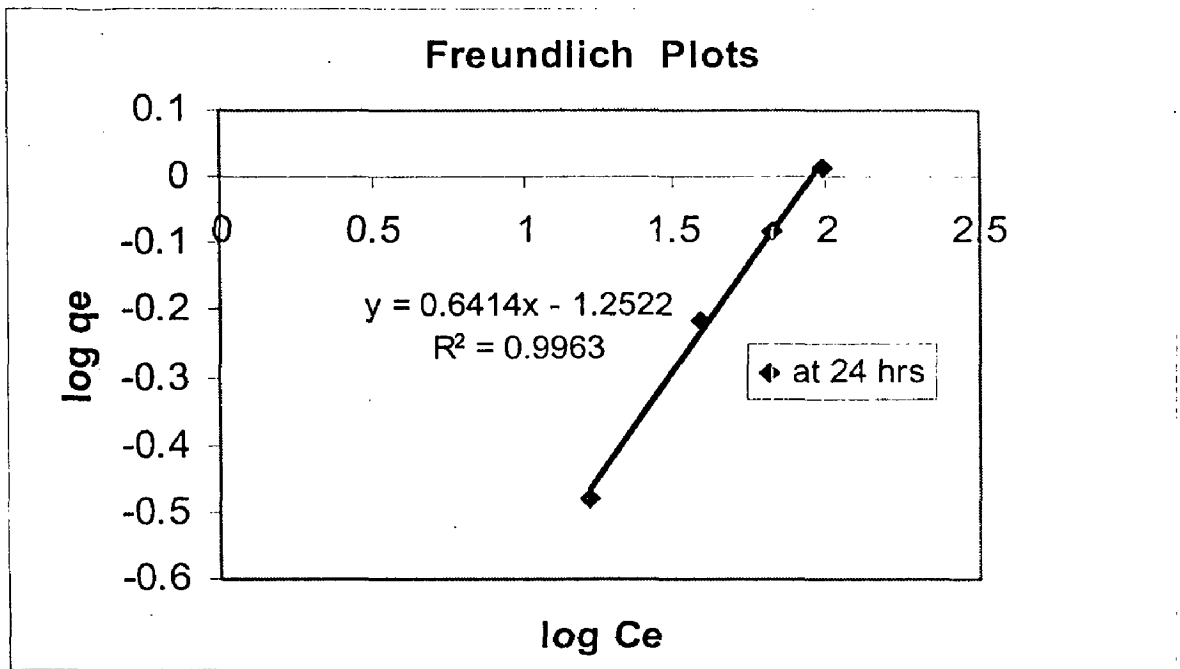 Freundlich Plots
0.1
0
-0.1
-0.2
-0.3
-0.4
-0.5
-0.6
0 0.5 1 1.5 2 2.5
y = 0.6414x - 1.2522
R² = 0.9963
at 24 hrs
log qe
log Ce